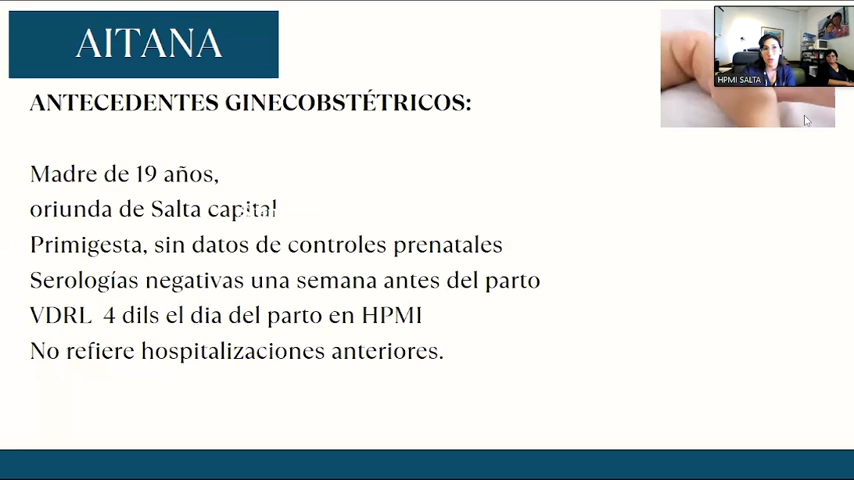 AITANA
HPMI SALTA
ANTECEDENTES GINECOBSTÉTRICOS:
Madre de 19 años,
oriunda de Salta capital
Primigesta, sin datos de controles prenatales
Serologías negativas una semana antes del parto
VDRL 4 dils el dia del parto en HPMI
No refiere hospitalizaciones anteriores.